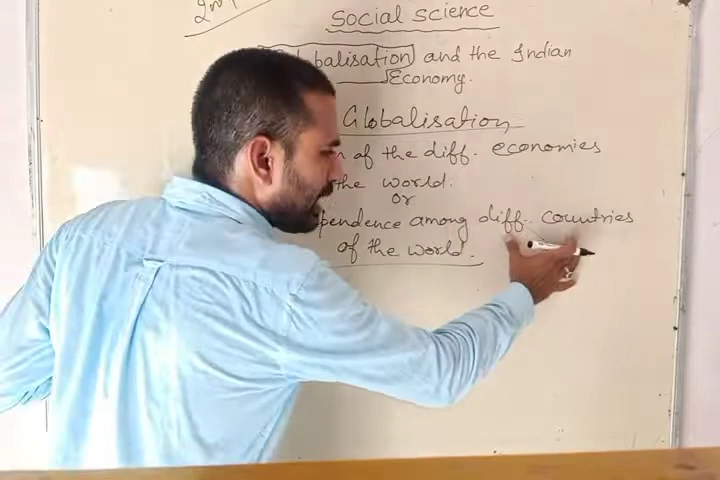 Social science
Globalisation and the Indian
Economy.
Globalisation
of the diff. economies
the world.
or
among diff. countries
of the world.